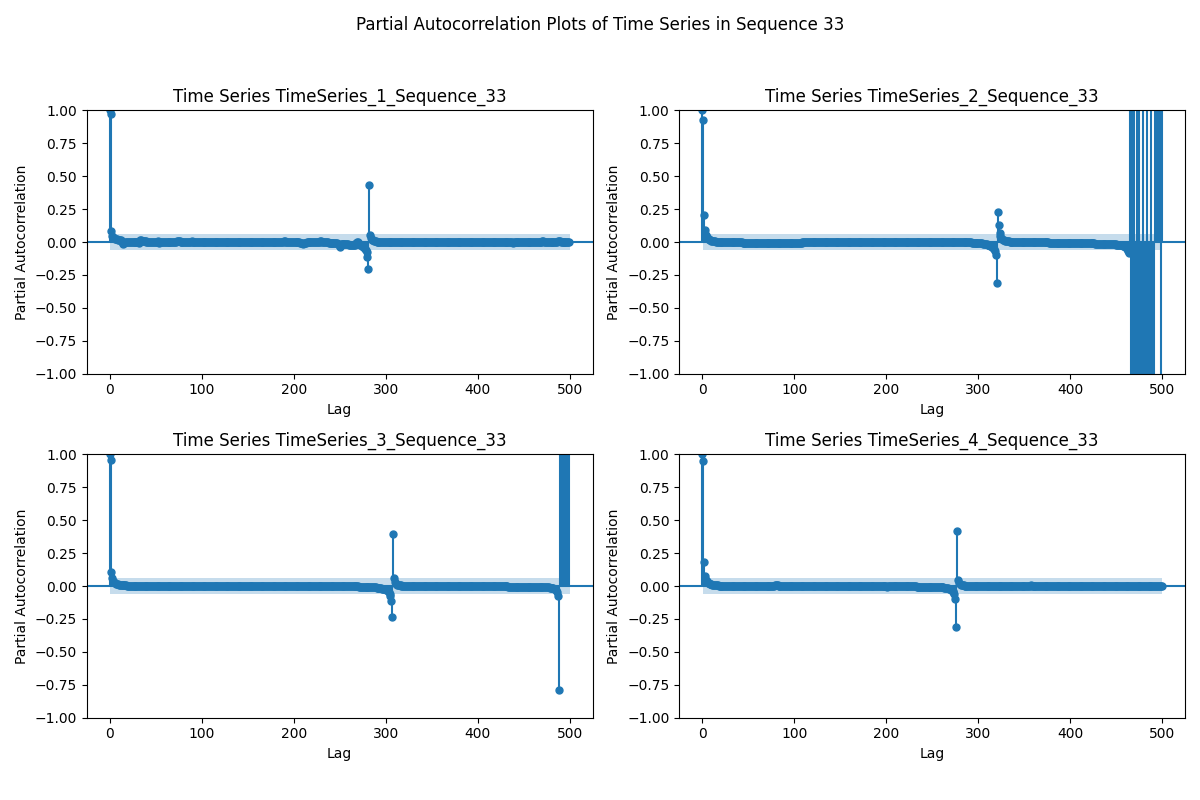 Partial Autocorrelation Plots of Time Series in Sequence 33
Time Series TimeSeries_1_Sequence_33
1.00
0.75
0.50
0.25
0.00
−0.25
−0.50
−0.75
−1.00
Partial Autocorrelation
0 100 200 300 400 500
Lag
Time Series TimeSeries_2_Sequence_33
1.00
0.75
0.50
0.25
0.00
−0.25
−0.50
−0.75
−1.00
Partial Autocorrelation
0 100 200 300 400 500
Lag
Time Series TimeSeries_3_Sequence_33
1.00
0.75
0.50
0.25
0.00
−0.25
−0.50
−0.75
−1.00
Partial Autocorrelation
0 100 200 300 400 500
Lag
Time Series TimeSeries_4_Sequence_33
1.00
0.75
0.50
0.25
0.00
−0.25
−0.50
−0.75
−1.00
Partial Autocorrelation
0 100 200 300 400 500
Lag